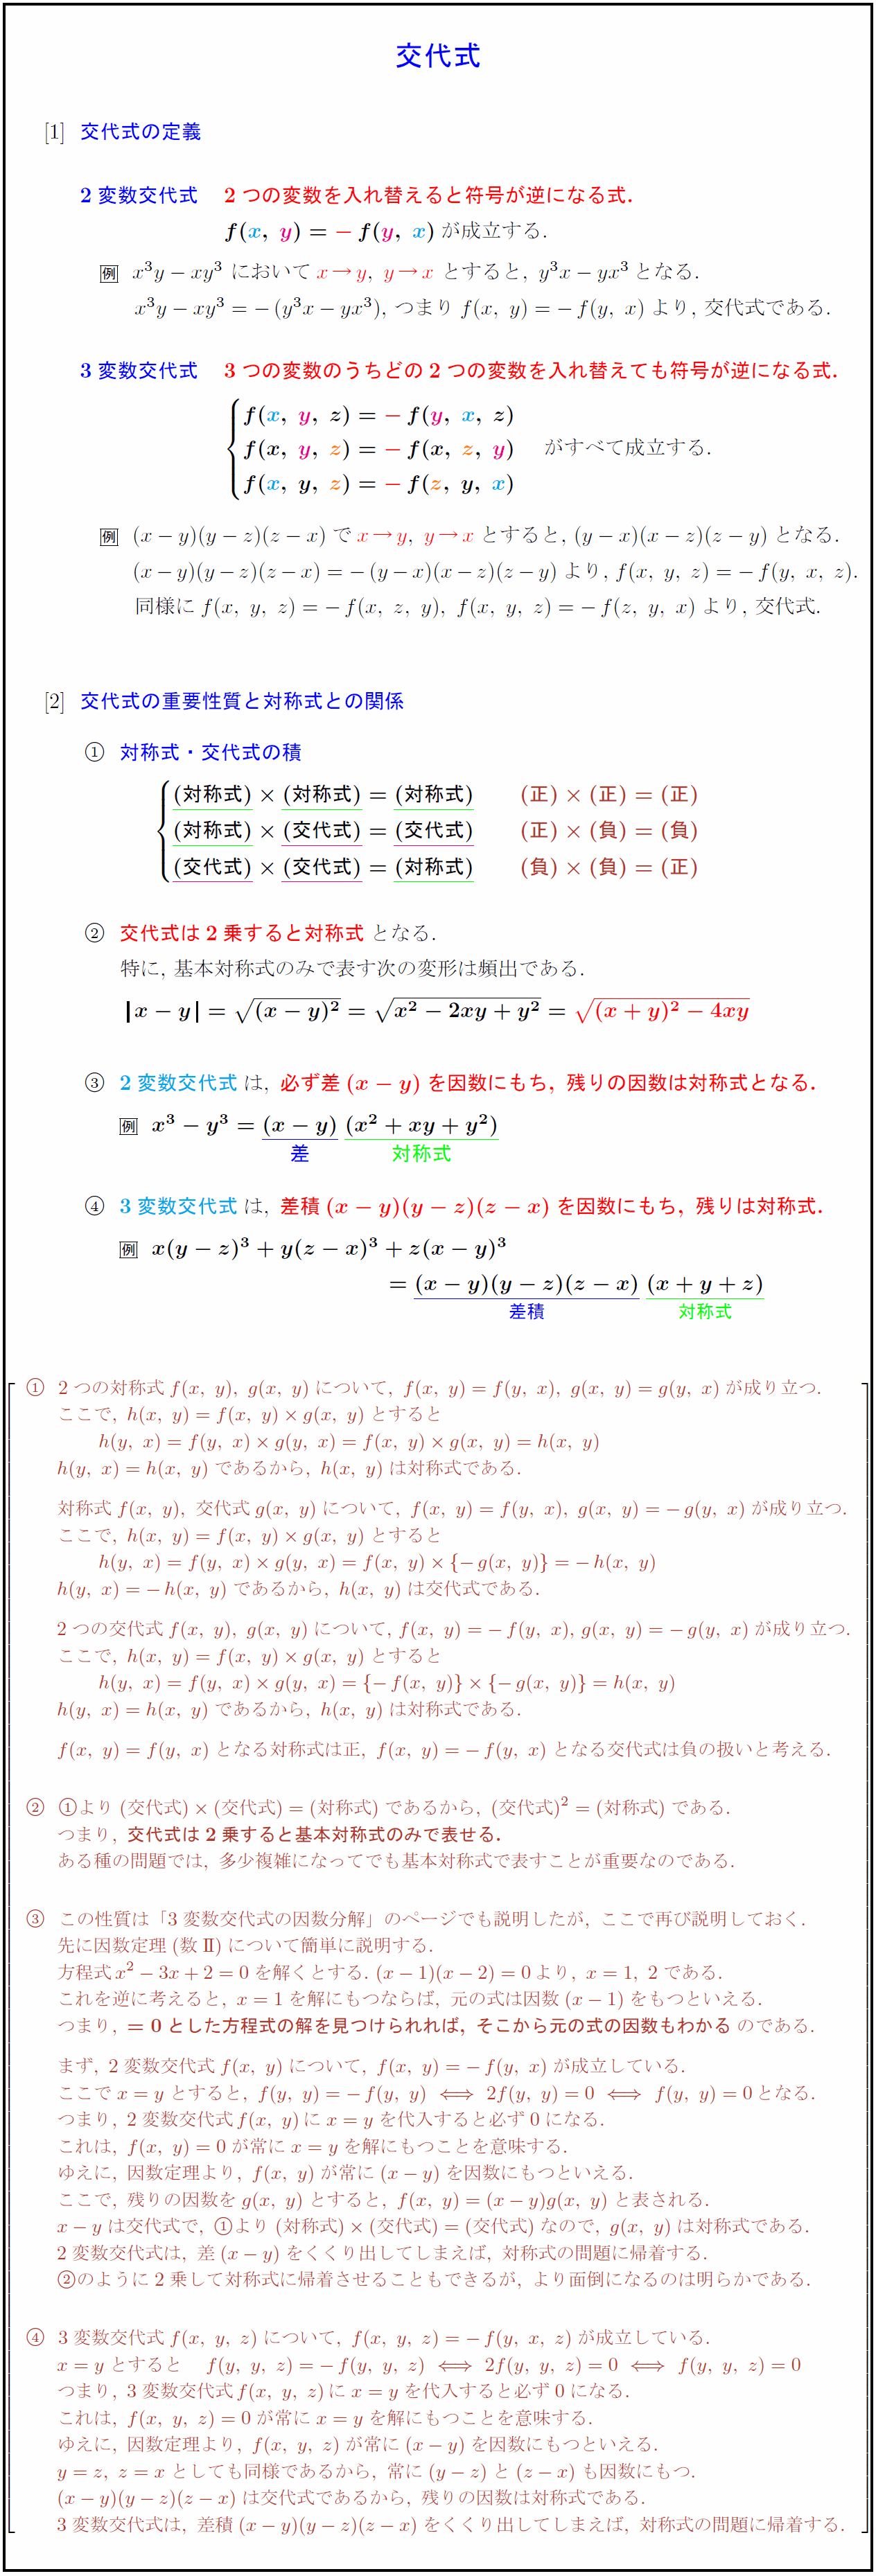 交代式
[1] 交代式の定義
2変数交代式 2つの変数を入れ替えると符号が逆になる式.
f(x, y) = − f(y, x) が成立する.
例 x³y − xy³ において x → y, y → x とすると, y³x − yx³ となる.
x³y − xy³ = − (y³x − yx³), つまり f(x, y) = − f(y, x) より, 交代式である.
3変数交代式 3つの変数のうちどの2つの変数を入れ替えても符号が逆になる式.
f(x, y, z) = − f(y, x, z)
f(x, y, z) = − f(x, z, y) がすべて成立する.
f(x, y, z) = − f(z, y, x)
例 (x − y)(y − z)(z − x) で x → y, y → x とすると, (y − x)(x − z)(z − y) となる.
(x − y)(y − z)(z − x) = − (y − x)(x − z)(z − y) より, f(x, y, z) = − f(y, x, z).
同様に f(x, y, z) = − f(x, z, y), f(x, y, z) = − f(z, y, x) より, 交代式.
[2] 交代式の重要性質と対称式との関係
① 対称式・交代式の積
(対称式) × (対称式) = (対称式) (正) × (正) = (正)
(対称式) × (交代式) = (交代式) (正) × (負) = (負)
(交代式) × (交代式) = (対称式) (負) × (負) = (正)
② 交代式は2乗すると対称式 となる.
特に, 基本対称式のみで表す次の変形は頻出である.
|x − y| = √(x − y)² = √x² − 2xy + y² = √(x + y)² − 4xy
③ 2変数交代式 は, 必ず差 (x − y) を因数にもち, 残りの因数は対称式となる.
例 x³ − y³ = (x − y) (x² + xy + y²)
差 対称式
④ 3変数交代式 は, 差積 (x − y)(y − z)(z − x) を因数にもち, 残りは対称式.
例 x(y − z)³ + y(z − x)³ + z(x − y)³
= (x − y)(y − z)(z − x) (x + y + z)
差積 対称式
① 2つの対称式 f(x, y), g(x, y) について, f(x, y) = f(y, x), g(x, y) = g(y, x) が成り立つ.
ここで, h(x, y) = f(x, y) × g(x, y) とすると
h(y, x) = f(y, x) × g(y, x) = f(x, y) × g(x, y) = h(x, y)
h(y, x) = h(x, y) であるから, h(x, y) は対称式である.
対称式 f(x, y), 交代式 g(x, y) について, f(x, y) = f(y, x), g(x, y) = − g(y, x) が成り立つ.
ここで, h(x, y) = f(x, y) × g(x, y) とすると
h(y, x) = f(y, x) × g(y, x) = f(x, y) × {− g(x, y)} = − h(x, y)
h(y, x) = − h(x, y) であるから, h(x, y) は交代式である.
2つの交代式 f(x, y), g(x, y) について, f(x, y) = − f(y, x), g(x, y) = − g(y, x) が成り立つ.
ここで, h(x, y) = f(x, y) × g(x, y) とすると
h(y, x) = f(y, x) × g(y, x) = {− f(x, y)} × {− g(x, y)} = h(x, y)
h(y, x) = h(x, y) であるから, h(x, y) は対称式である.
f(x, y) = f(y, x) となる対称式は正, f(x, y) = − f(y, x) となる交代式は負の扱いと考える.
② ①より (交代式) × (交代式) = (対称式) であるから, (交代式)² = (対称式) である.
つまり, 交代式は2乗すると基本対称式のみで表せる.
ある種の問題では, 多少複雑になってでも基本対称式で表すことが重要なのである.
③ この性質は「3変数交代式の因数分解」のページでも説明したが, ここで再び説明しておく.
先に因数定理 (数II) について簡単に説明する.
方程式 x² − 3x + 2 = 0 を解くとする. (x − 1)(x − 2) = 0 より, x = 1, 2 である.
これを逆に考えると, x = 1 を解にもつならば, 元の式は因数 (x − 1) をもつといえる.
つまり, = 0 とした方程式の解を見つけられれば, そこから元の式の因数もわかる のである.
まず, 2変数交代式 f(x, y) について, f(x, y) = − f(y, x) が成立している.
ここで x = y とすると, f(y, y) = − f(y, y) ⟺ 2f(y, y) = 0 ⟺ f(y, y) = 0 となる.
つまり, 2変数交代式 f(x, y) に x = y を代入すると必ず 0 になる.
これは, f(x, y) = 0 が常に x = y を解にもつことを意味する.
ゆえに, 因数定理より, f(x, y) が常に (x − y) を因数にもつといえる.
ここで, 残りの因数を g(x, y) とすると, f(x, y) = (x − y)g(x, y) と表される.
x − y は交代式で, ①より (対称式) × (交代式) = (交代式) なので, g(x, y) は対称式である.
2変数交代式は, 差 (x − y) をくくり出してしまえば, 対称式の問題に帰着する.
②のように2乗して対称式に帰着させることもできるが, より面倒になるのは明らかである.
④ 3変数交代式 f(x, y, z) について, f(x, y, z) = − f(y, x, z) が成立している.
x = y とすると f(y, y, z) = − f(y, y, z) ⟺ 2f(y, y, z) = 0 ⟺ f(y, y, z) = 0
つまり, 3変数交代式 f(x, y, z) に x = y を代入すると必ず 0 になる.
これは, f(x, y, z) = 0 が常に x = y を解にもつことを意味する.
ゆえに, 因数定理より, f(x, y, z) が常に (x − y) を因数にもつといえる.
y = z, z = x としても同様であるから, 常に (y − z) と (z − x) も因数にもつ.
(x − y)(y − z)(z − x) は交代式であるから, 残りの因数は対称式である.
3変数交代式は, 差積 (x − y)(y − z)(z − x) をくくり出してしまえば, 対称式の問題に帰着する.